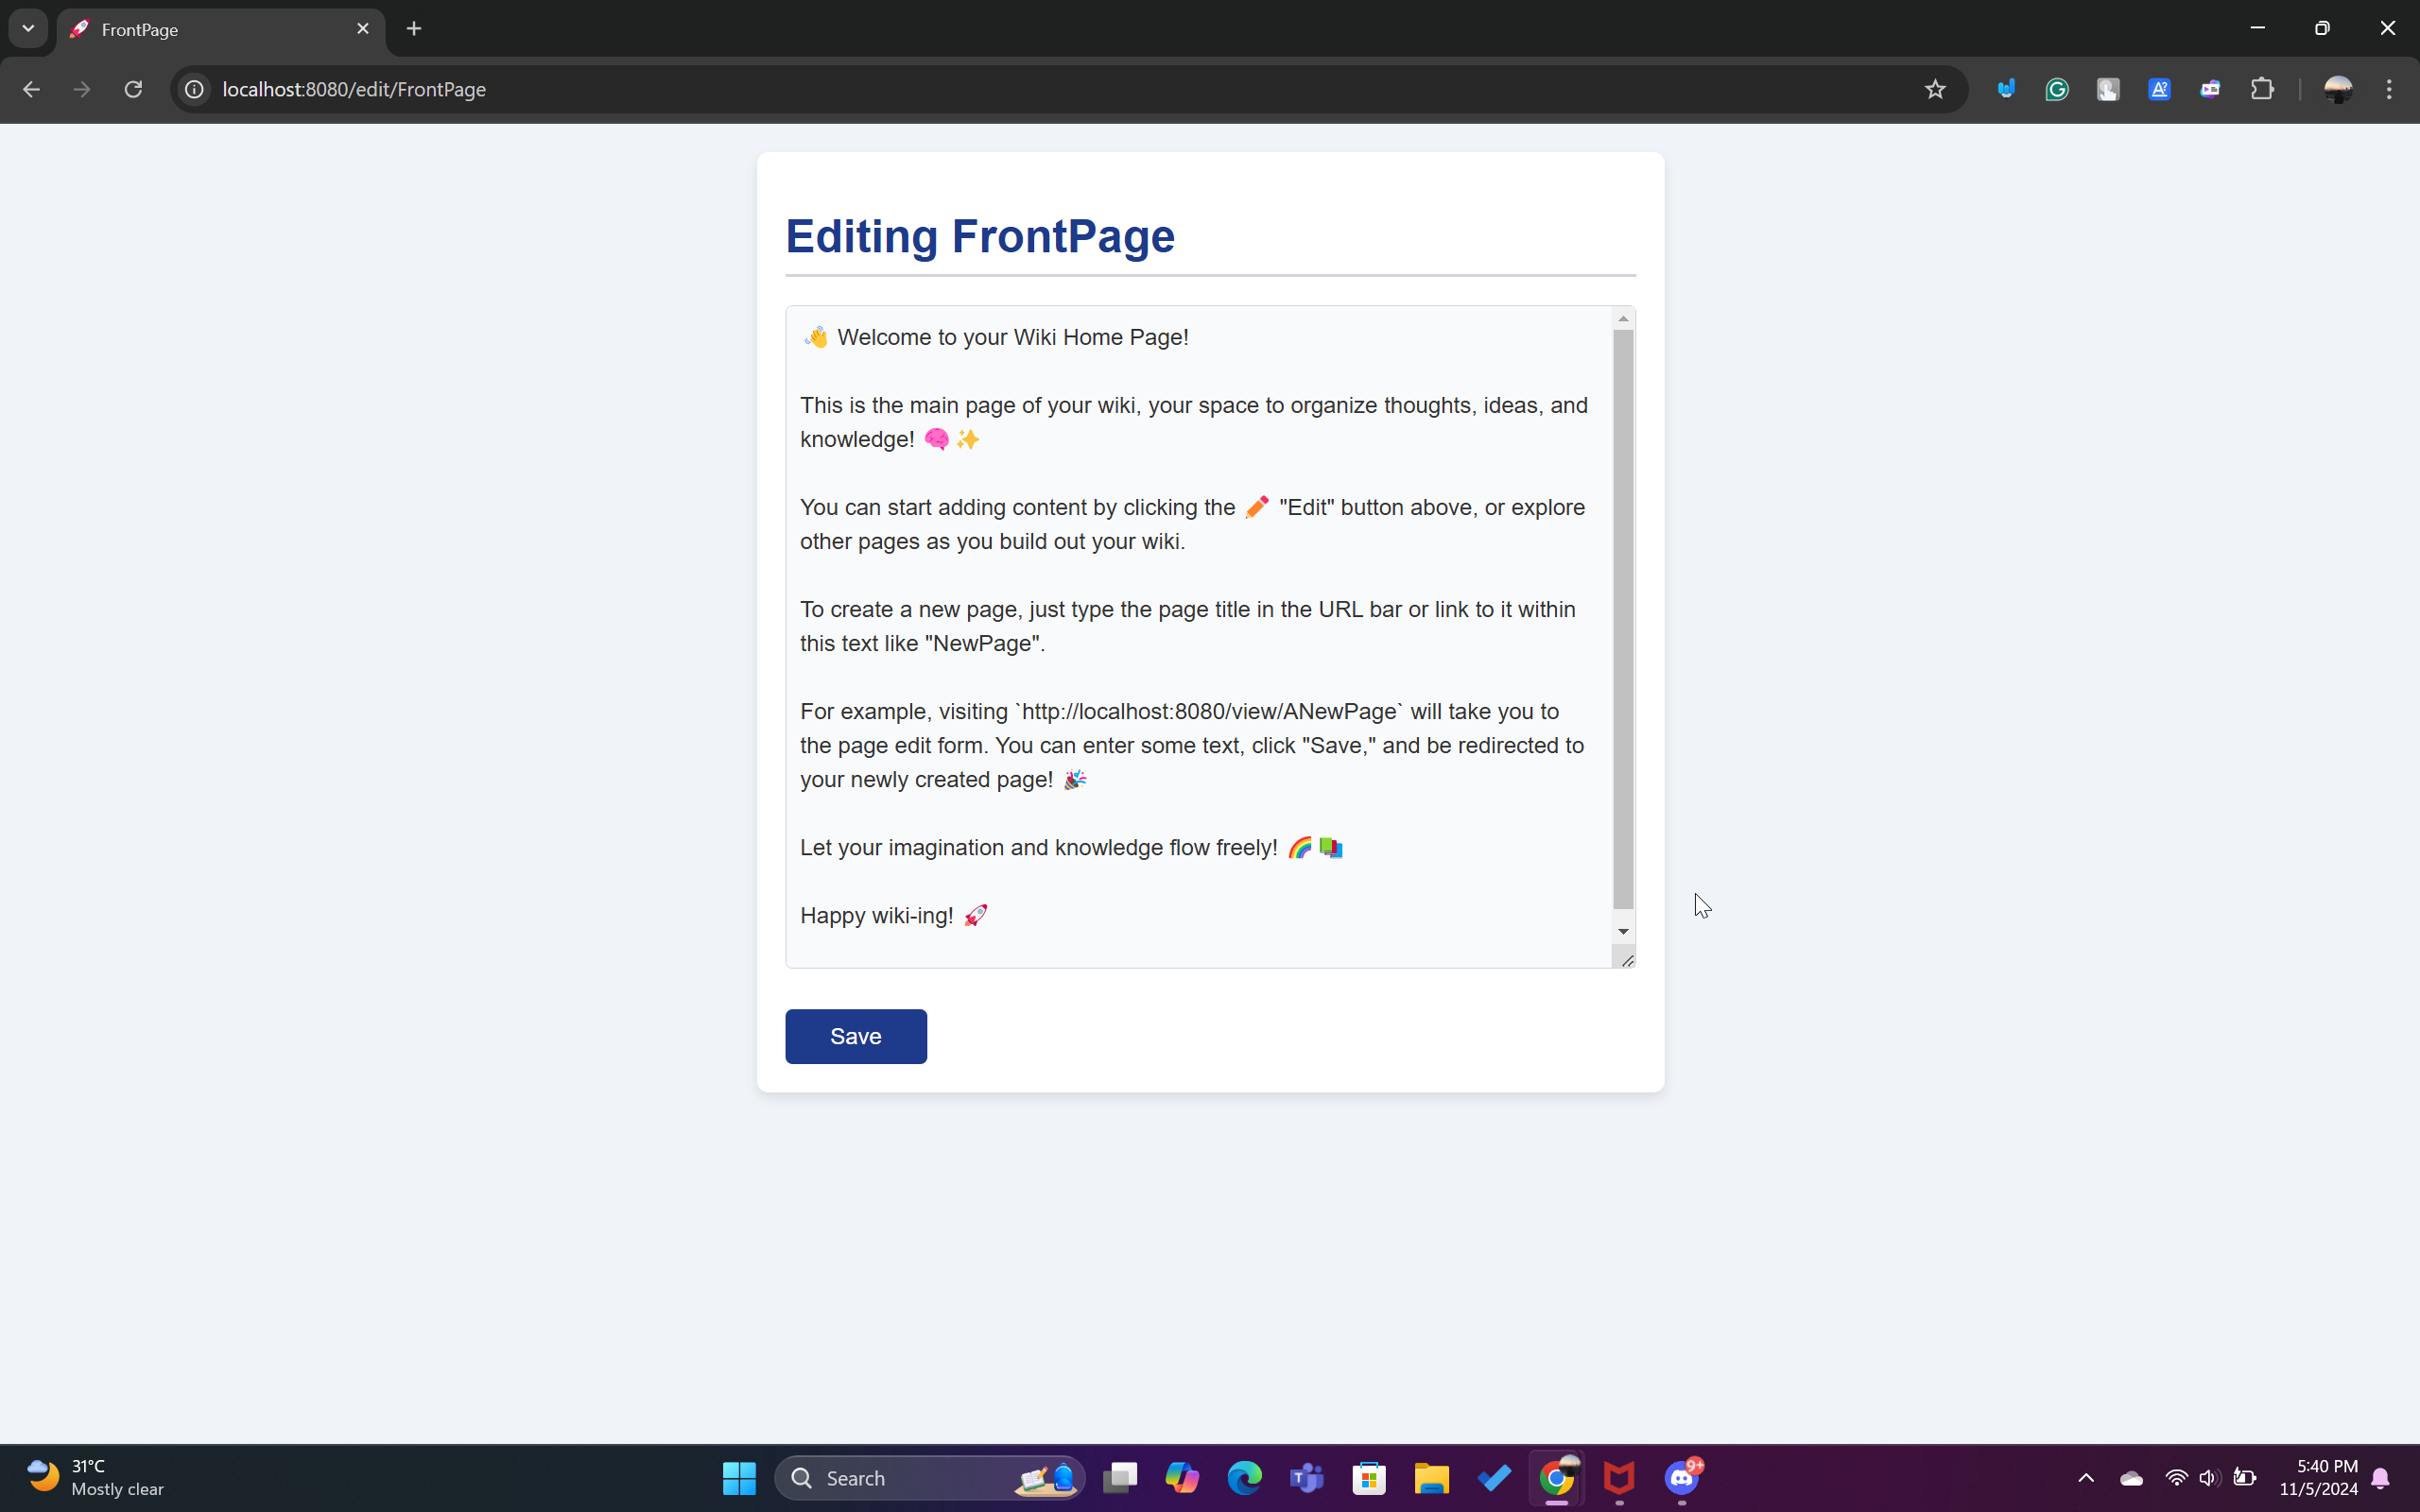 FrontPage
localhost:8080/edit/FrontPage
Editing FrontPage
👋 Welcome to your Wiki Home Page!
This is the main page of your wiki, your space to organize thoughts, ideas, and
knowledge! 🧠 ✨
You can start adding content by clicking the ✏️ "Edit" button above, or explore
other pages as you build out your wiki.
To create a new page, just type the page title in the URL bar or link to it within
this text like "NewPage".
For example, visiting `http://localhost:8080/view/ANewPage` will take you to
the page edit form. You can enter some text, click "Save," and be redirected to
your newly created page! 🎉
Let your imagination and knowledge flow freely! 🌈 📚
Happy wiki-ing! 🚀
Save
31°C
Mostly clear
Search
9+
5:40 PM
11/5/2024